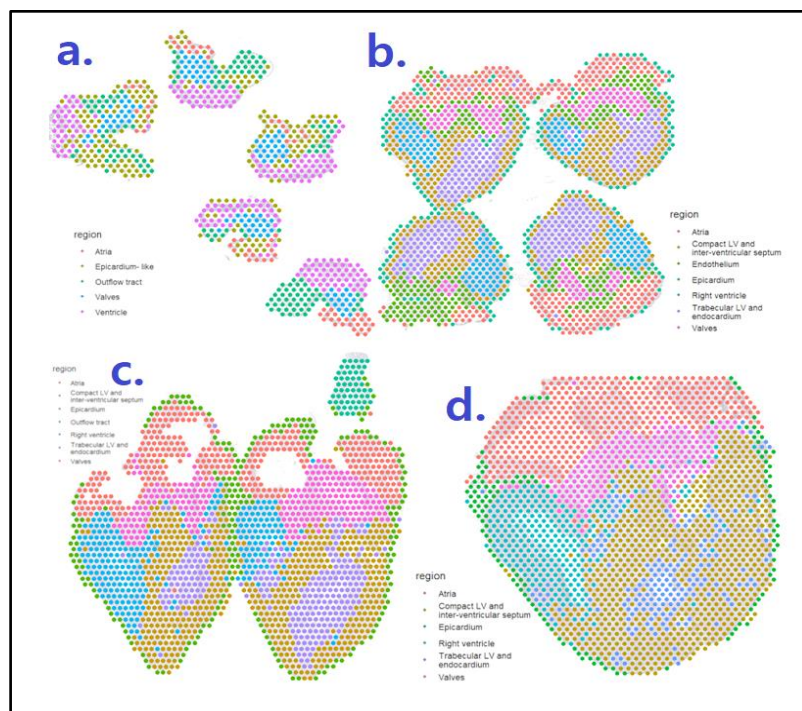 a.
region
Atria
Epicardium- like
Outflow tract
Valves
Ventricle
b.
region
Atria
Compact LV and
inter-ventricular septum
Endothelium
Epicardium
Right ventricle
Trabecular LV and
endocardium
Valves
c.
region
Atria
Compact LV and
inter-ventricular septum
Epicardium
Outflow tract
Right ventricle
Trabecular LV and
endocardium
Valves
d.
region
Atria
Compact LV and
inter-ventricular septum
Epicardium
Right ventricle
Trabecular LV and
endocardium
Valves